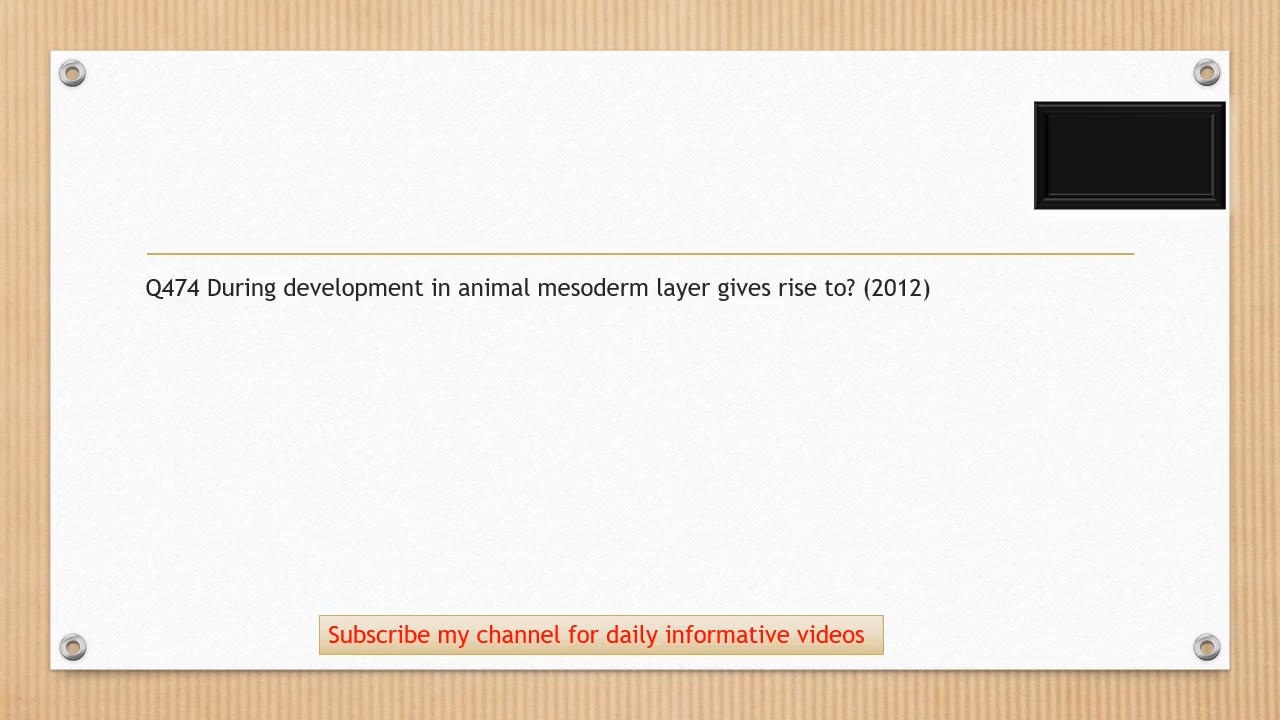 Q474 During development in animal mesoderm layer gives rise to? (2012)
Subscribe my channel for daily informative videos